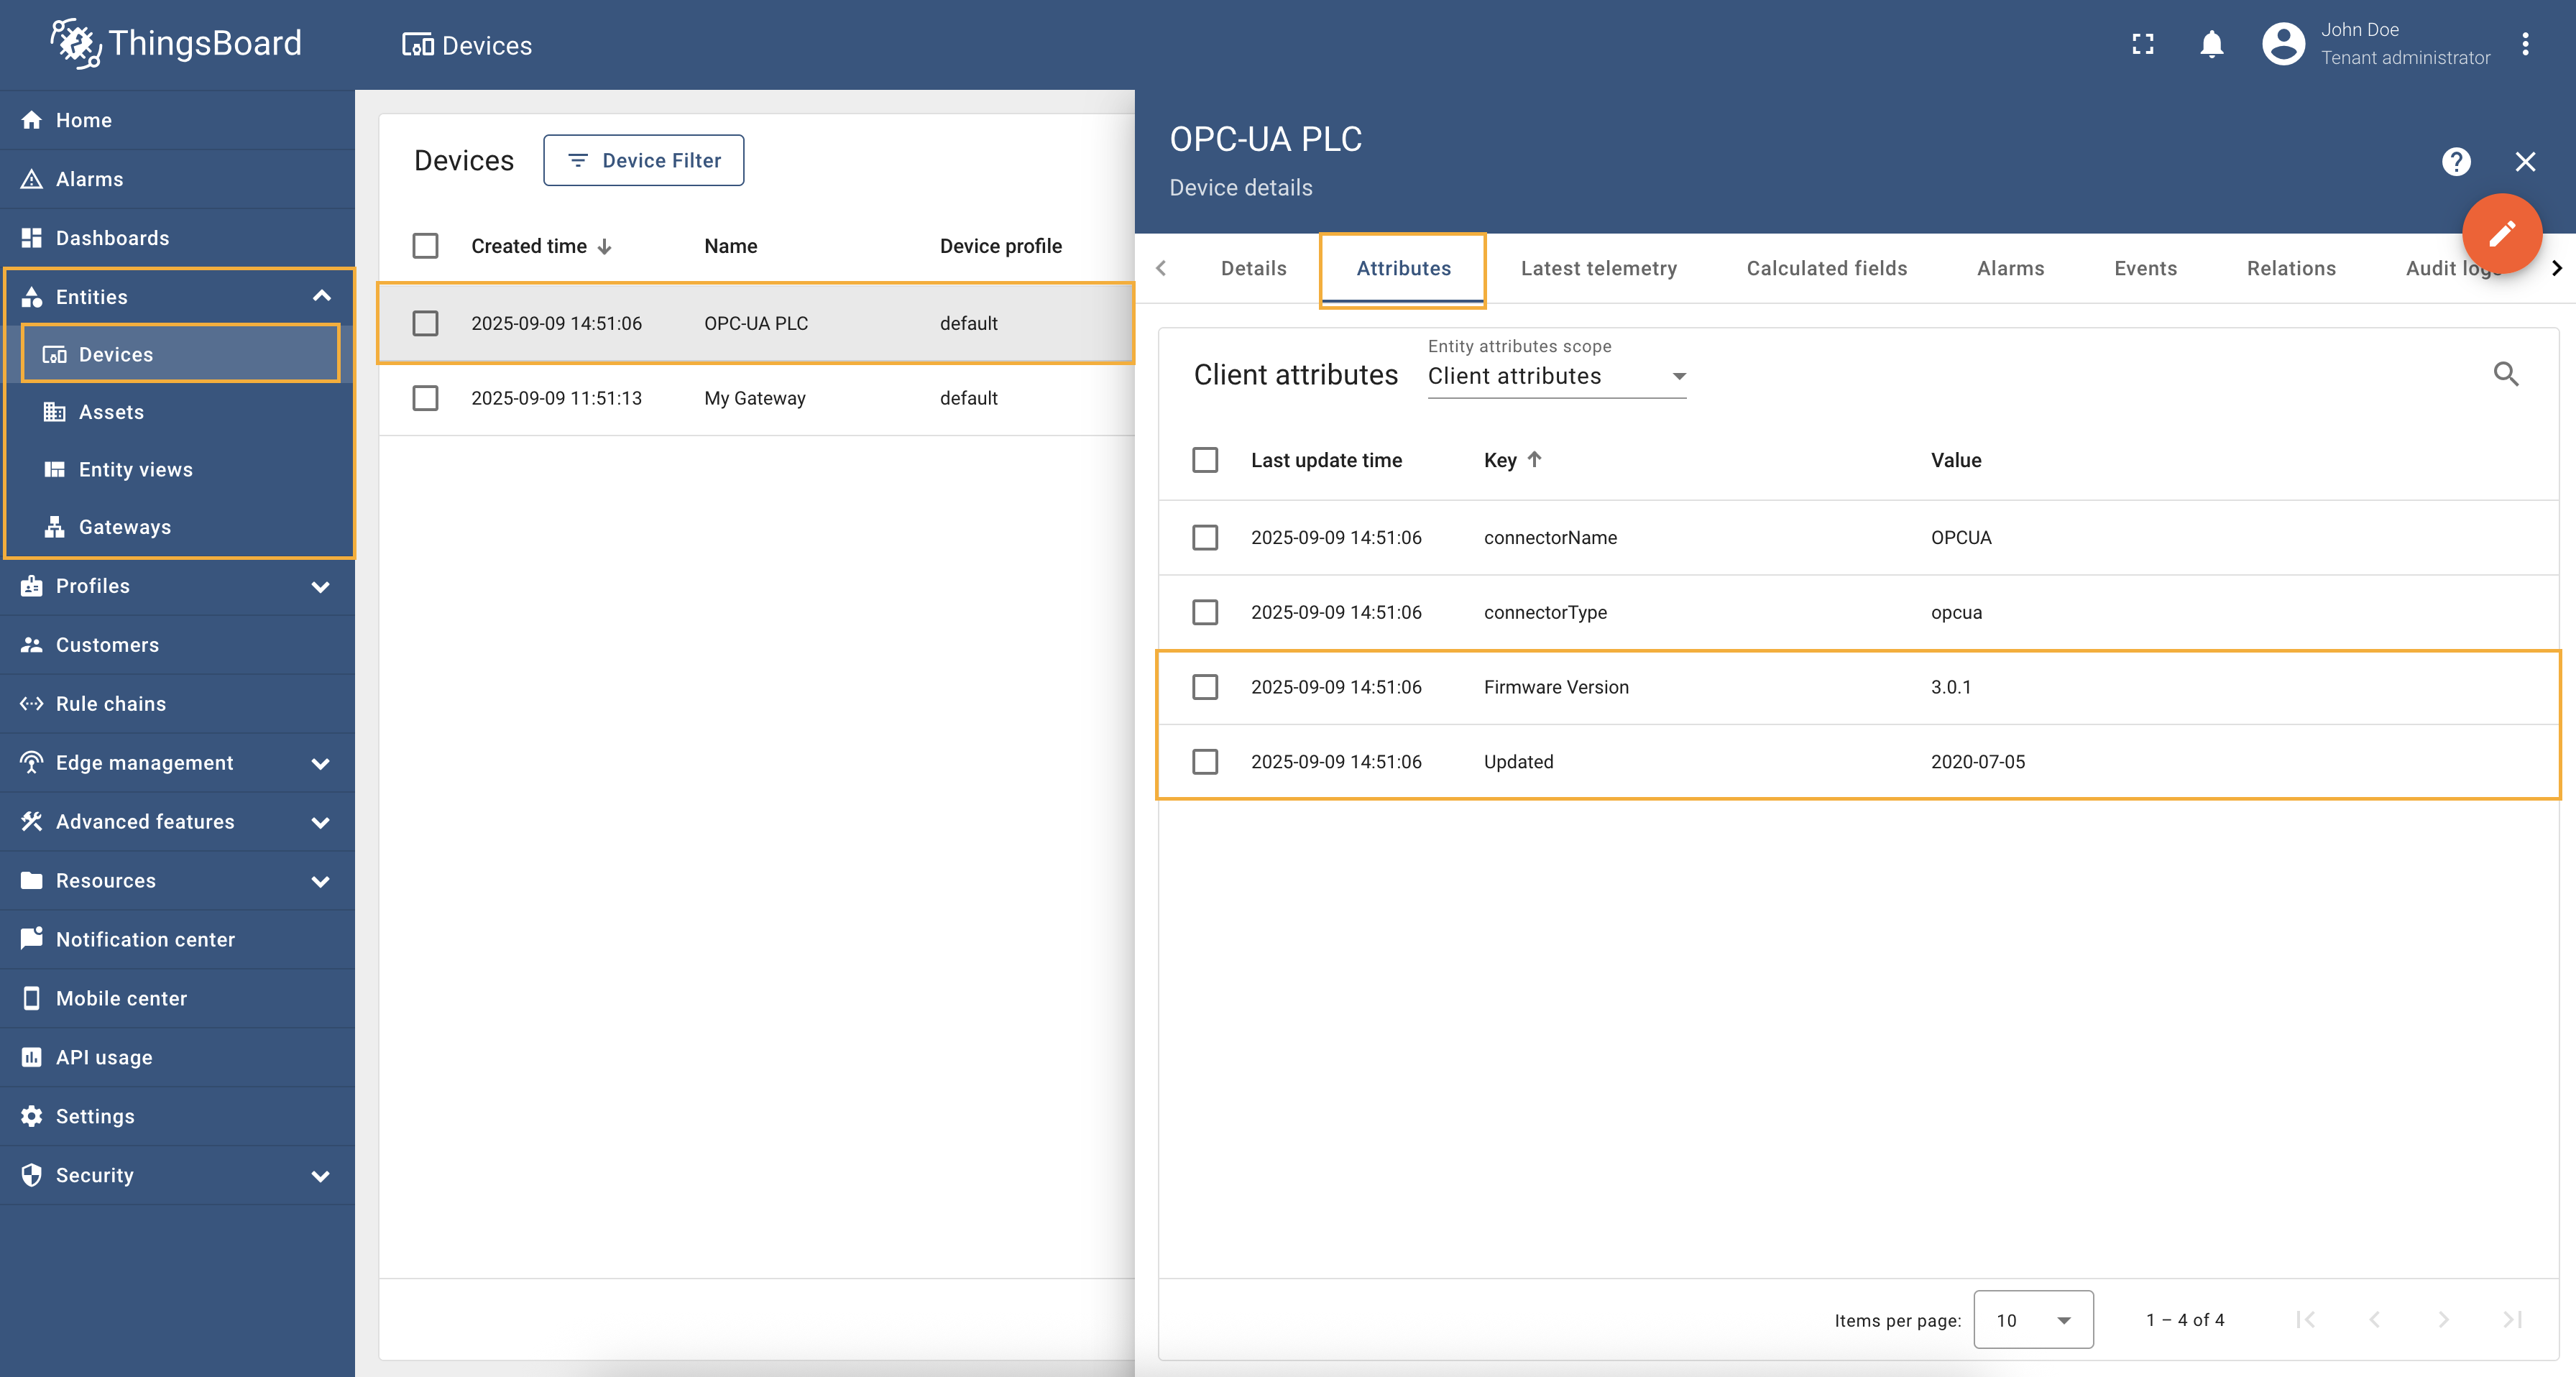 ThingsBoard
Devices
John Doe
Tenant administrator
Home
Alarms
Dashboards
Entities
Devices
Assets
Entity views
Gateways
Profiles
Customers
Rule chains
Edge management
Advanced features
Resources
Notification center
Mobile center
API usage
Settings
Security
Devices
Device Filter
Created time Name Device profile
2025-09-09 14:51:06 OPC-UA PLC default
2025-09-09 11:51:13 My Gateway default
OPC-UA PLC
Device details
Details Attributes Latest telemetry Calculated fields Alarms Events Relations Audit logs
Client attributes
Entity attributes scope
Client attributes
Last update time Key Value
2025-09-09 14:51:06 connectorName OPCUA
2025-09-09 14:51:06 connectorType opcua
2025-09-09 14:51:06 Firmware Version 3.0.1
2025-09-09 14:51:06 Updated 2020-07-05
Items per page: 10 1 – 4 of 4